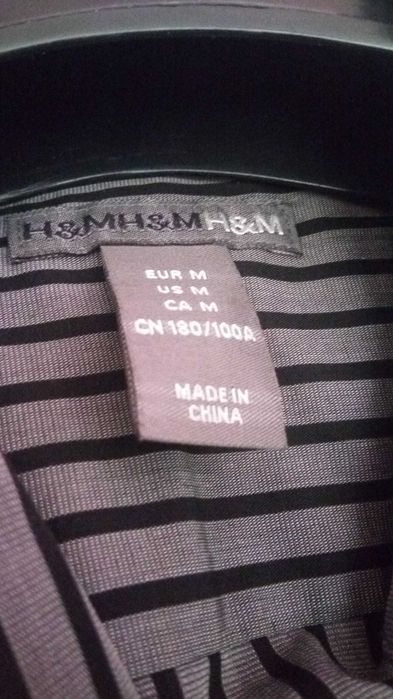 H&MH&MH&M
EUR M
US M
CA M
CN 180/100A
MADE IN
CHINA